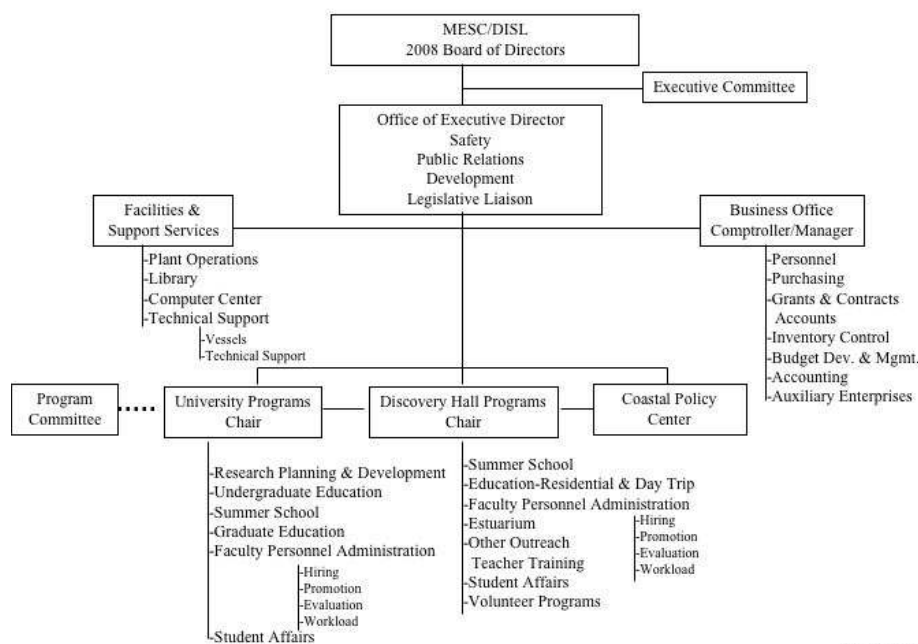 MESC/DISL
2008 Board of Directors
Executive Committee
Office of Executive Director
Safety
Public Relations
Development
Legislative Liaison
Facilities &
Support Services
-Plant Operations
-Library
-Computer Center
-Technical Support
-Vessels
-Technical Support
Business Office
Comptroller/Manager
-Personnel
-Purchasing
-Grants & Contracts
Accounts
-Inventory Control
-Budget Dev. & Mgmt.
-Accounting
-Auxiliary Enterprises
Program
Committee
University Programs
Chair
Discovery Hall Programs
Chair
Coastal Policy
Center
-Research Planning & Development
-Undergraduate Education
-Summer School
-Graduate Education
-Faculty Personnel Administration
-Hiring
-Promotion
-Evaluation
-Workload
-Student Affairs
-Summer School
-Education-Residential & Day Trip
-Faculty Personnel Administration
-Hiring
-Promotion
-Evaluation
-Workload
-Estuarium
-Other Outreach
Teacher Training
-Student Affairs
-Volunteer Programs